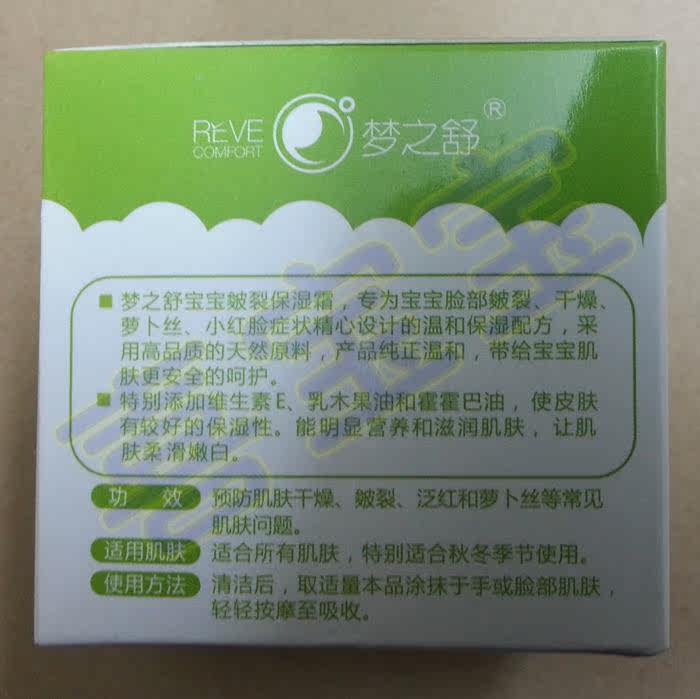 REVE
COMFORT
梦之舒®
■ 梦之舒宝宝皴裂保湿霜，专为宝宝脸部皴裂、干燥、
萝卜丝、小红脸症状精心设计的温和保湿配方，采
用高品质的天然原料，产品纯正温和，带给宝宝肌
肤更安全的呵护。
■ 特别添加维生素E、乳木果油和霍霍巴油，使皮肤
有较好的保湿性。能明显营养和滋润肌肤，让肌
肤柔滑嫩白。
功 效 预防肌肤干燥、皴裂、泛红和萝卜丝等常见
肌肤问题。
适用肌肤 适合所有肌肤，特别适合秋冬季节使用。
使用方法 清洁后，取适量本品涂抹于手或脸部肌肤，
轻轻按摩至吸收。